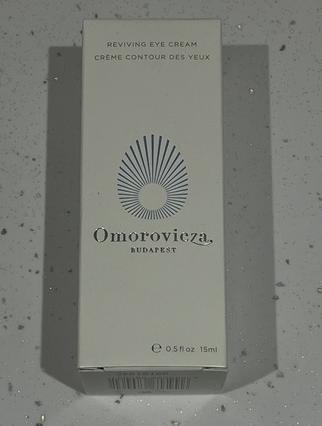 REVIVING EYE CREAM
CRÈME CONTOUR DES YEUX
Omorovicza,
BUDAPEST
℮ 0.5 fl oz 15ml